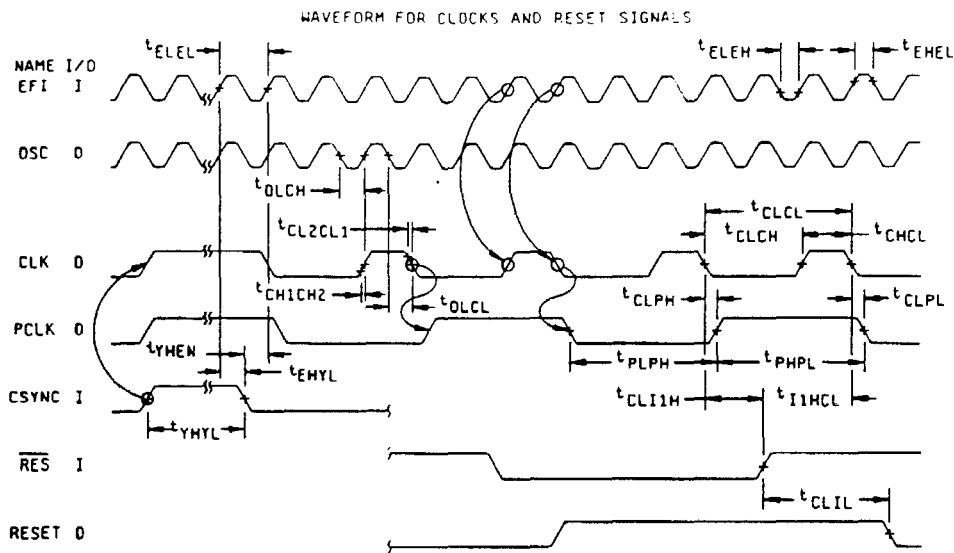 WAVEFORM FOR CLOCKS AND RESET SIGNALS
tELEL
tELEH
tEHEL
NAME I/O
EFI I
OSC O
tOLCH
tCLCL
tCL2CL1
tCLCH
tCHCL
CLK O
tCH1CH2
tOLCL
tCLPH
tCLPL
PCLK O
tYHEN
tEHYL
tPLPH
tPHPL
CSYNC I
tCLI1H
tI1HCL
tYHYL
RES I
tCLIL
RESET O